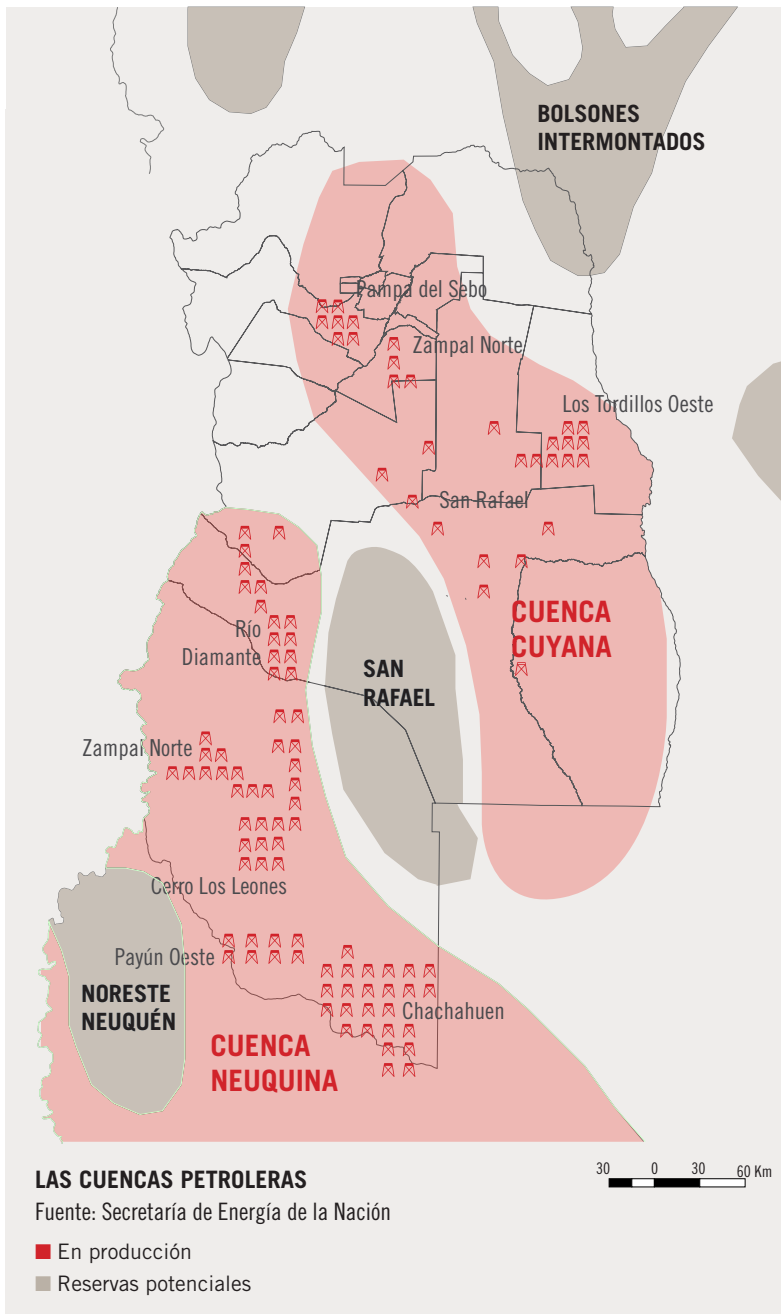 BOLSONES
INTERMONTADOS
Pampa del Sebo
Zampal Norte
Los Tordillos Oeste
San Rafael
CUENCA
CUYANA
Río
Diamante
SAN
RAFAEL
Zampal Norte
Cerro Los Leones
Payún Oeste
NORESTE
NEUQUÉN
Chachahuen
CUENCA
NEUQUINA
LAS CUENCAS PETROLERAS
30 0 30 60 Km
Fuente: Secretaría de Energía de la Nación
En producción
Reservas potenciales